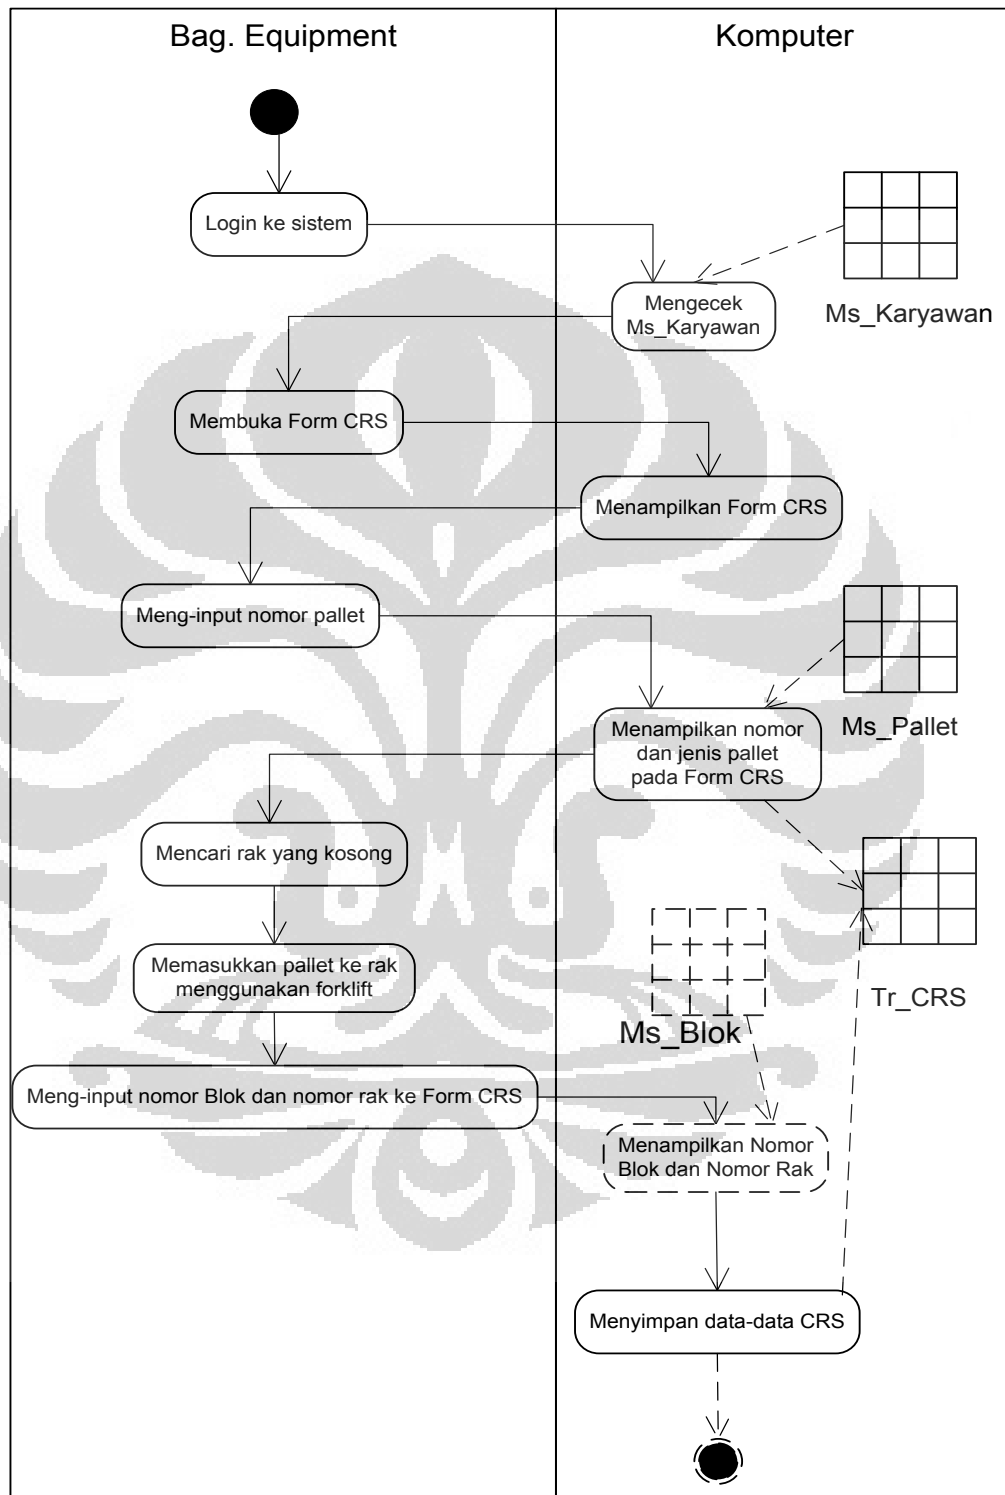 Bag. Equipment
Komputer
Login ke sistem
Mengecek
Ms_Karyawan
Ms_Karyawan
Membuka Form CRS
Menampilkan Form CRS
Meng-input nomor pallet
Menampilkan nomor
dan jenis pallet
pada Form CRS
Ms_Pallet
Mencari rak yang kosong
Memasukkan pallet ke rak
menggunakan forklift
Tr_CRS
Ms_Blok
Meng-input nomor Blok dan nomor rak ke Form CRS
Menampilkan Nomor
Blok dan Nomor Rak
Menyimpan data-data CRS